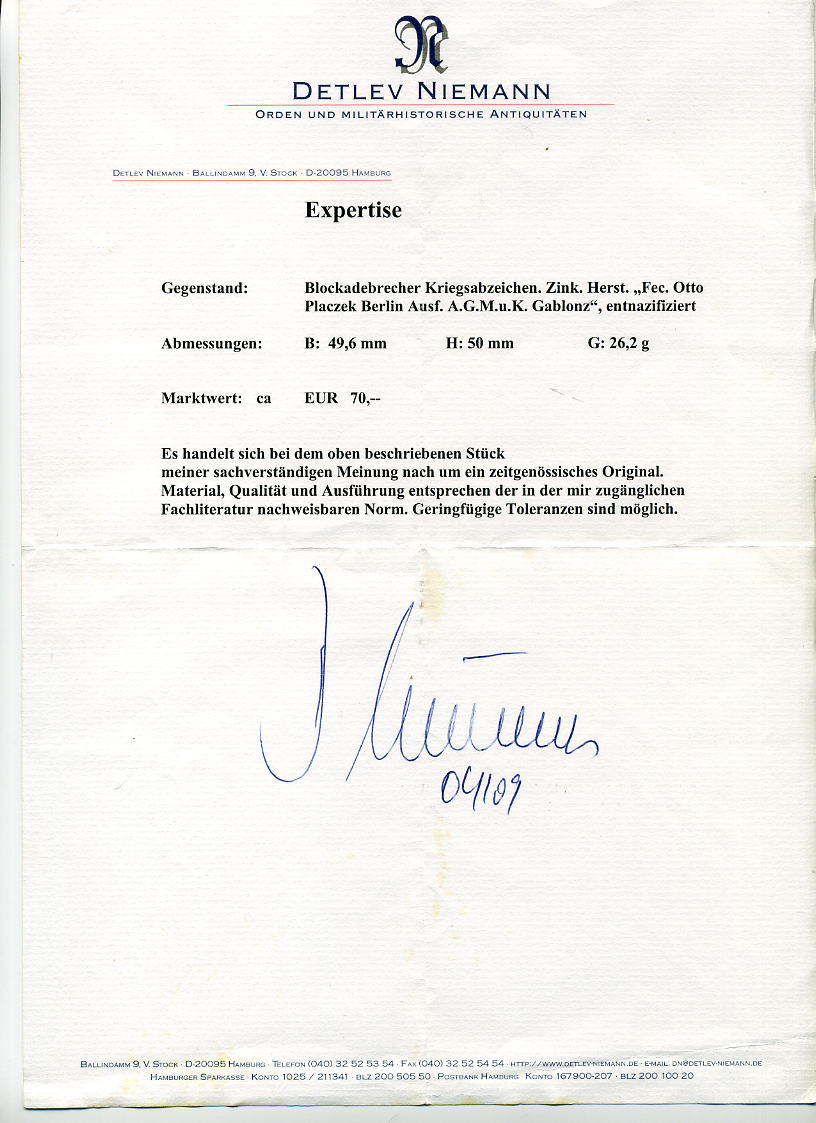 N
DETLEV NIEMANN
ORDEN UND MILITÄRHISTORISCHE ANTIQUITÄTEN
DETLEV NIEMANN · BALLINDAMM 9, V. STOCK · D-20095 HAMBURG
Expertise
Gegenstand: Blockadebrecher Kriegsabzeichen. Zink. Herst. „Fec. Otto
Placzek Berlin Ausf. A.G.M.u.K. Gablonz“, entnazifiziert
Abmessungen: B: 49,6 mm H: 50 mm G: 26,2 g
Marktwert: ca EUR 70,--
Es handelt sich bei dem oben beschriebenen Stück
meiner sachverständigen Meinung nach um ein zeitgenössisches Original.
Material, Qualität und Ausführung entsprechen der in der mir zugänglichen
Fachliteratur nachweisbaren Norm. Geringfügige Toleranzen sind möglich.
04/09
BALLINDAMM 9, V. STOCK · D-20095 HAMBURG · TELEFON (040) 32 52 53 54 · FAX (040) 32 52 54 54 · HTTP://WWW.DETLEV-NIEMANN.DE · E-MAIL: DN@DETLEV-NIEMANN.DE
HAMBURGER SPARKASSE · KONTO 1025 / 211341 · BLZ 200 505 50 · POSTBANK HAMBURG · KONTO 167900-207 · BLZ 200 100 20